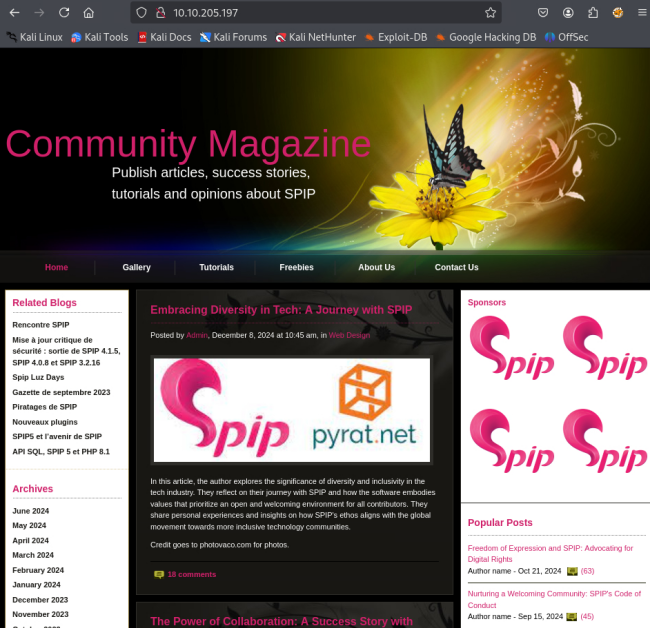 10.10.205.197
Kali Linux
Kali Tools
Kali Docs
Kali Forums
Kali NetHunter
Exploit-DB
Google Hacking DB
OffSec
Community Magazine
Publish articles, success stories,
tutorials and opinions about SPIP
Home
Gallery
Tutorials
Freebies
About Us
Contact Us
Related Blogs
Rencontre SPIP
Mise à jour critique de
sécurité : sortie de SPIP 4.1.5,
SPIP 4.0.8 et SPIP 3.2.16
Spip Luz Days
Gazette de septembre 2023
Piratages de SPIP
Nouveaux plugins
SPIP5 et l'avenir de SPIP
API SQL, SPIP 5 et PHP 8.1
Archives
June 2024
May 2024
April 2024
March 2024
February 2024
January 2024
December 2023
November 2023
Embracing Diversity in Tech: A Journey with SPIP
Posted by Admin, December 8, 2024 at 10:45 am, in Web Design
Spip
pyrat.net
In this article, the author explores the significance of diversity and inclusivity in the
tech industry. They reflect on their journey with SPIP and how the software embodies
values that prioritize an open and welcoming environment for all contributors. They
share personal experiences and insights on how SPIP's ethos aligns with the global
movement towards more inclusive technology communities.
Credit goes to photovaco.com for photos.
18 comments
The Power of Collaboration: A Success Story with
Sponsors
Spip
Spip
Spip
Spip
Popular Posts
Freedom of Expression and SPIP: Advocating for
Digital Rights
Author name - Oct 21, 2024 (63)
Nurturing a Welcoming Community: SPIP's Code of
Conduct
Author name - Sep 15, 2024 (45)